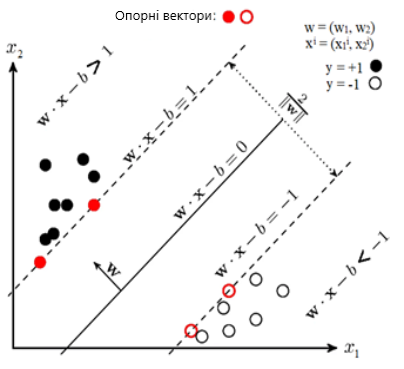 Опорні вектори:
w = (w₁, w₂)
xⁱ = (x₁ⁱ, x₂ⁱ)
y = +1
y = -1
x₂
w · x − b > 1
w · x − b = 1
2
‖w‖
w · x − b = 0
w · x − b = −1
w · x − b < −1
w
x₁